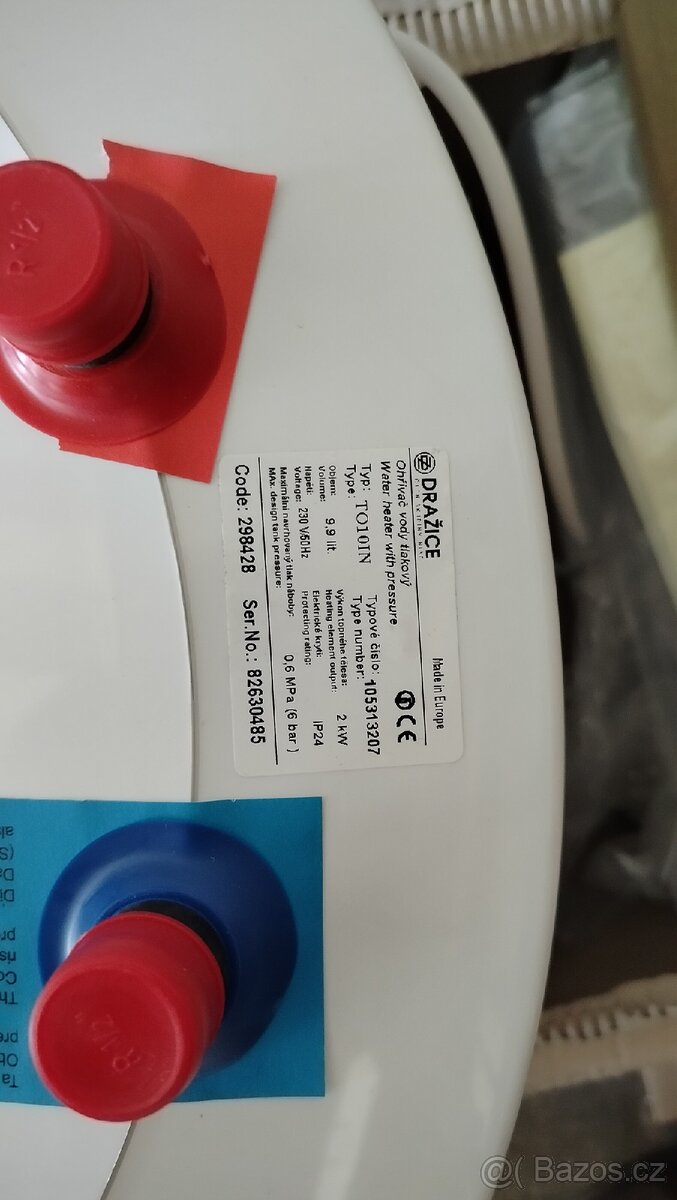 R 1/2"
DRAŽICE
Made in Europe
Ohřívač vody tlakový
Water heater with pressure
Typ: TO10IN Typové číslo: 105313207
Type: Type number:
Objem: 9,9 lit. Výkon topného tělesa: 2 kW
Volume: Heating element output:
Napětí: 230 V/50Hz Elektrické krytí: IP24
Voltage: Protecting rating:
Maximální navrhovaný tlak nádoby: 0,6 MPa (6 bar)
MAx. design tank pressure:
Code: 298428 Ser.No.: 82630485
R 1/2"
@( Bazos.cz